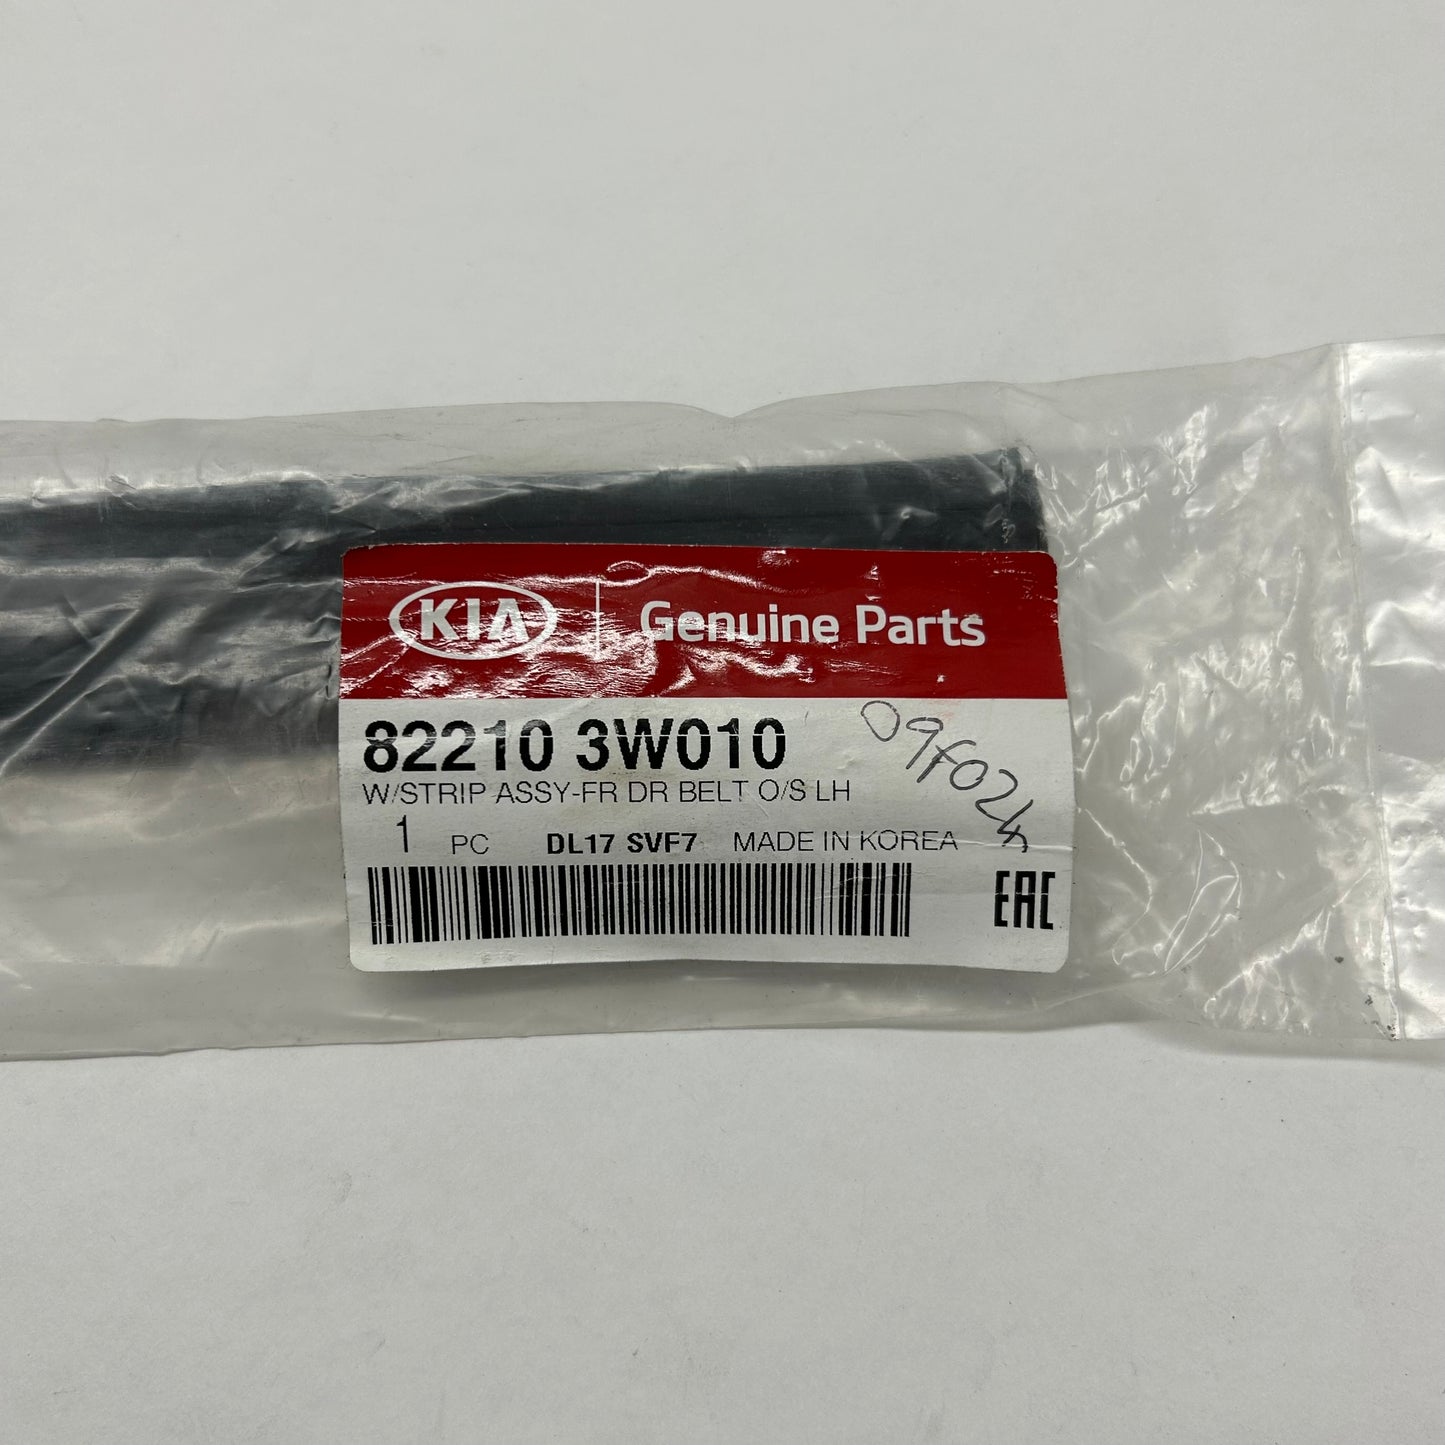 KIA Genuine Parts
82210 3W010
W/STRIP ASSY-FR DR BELT O/S LH
1 PC DL17 SVF7 MADE IN KOREA
EAC